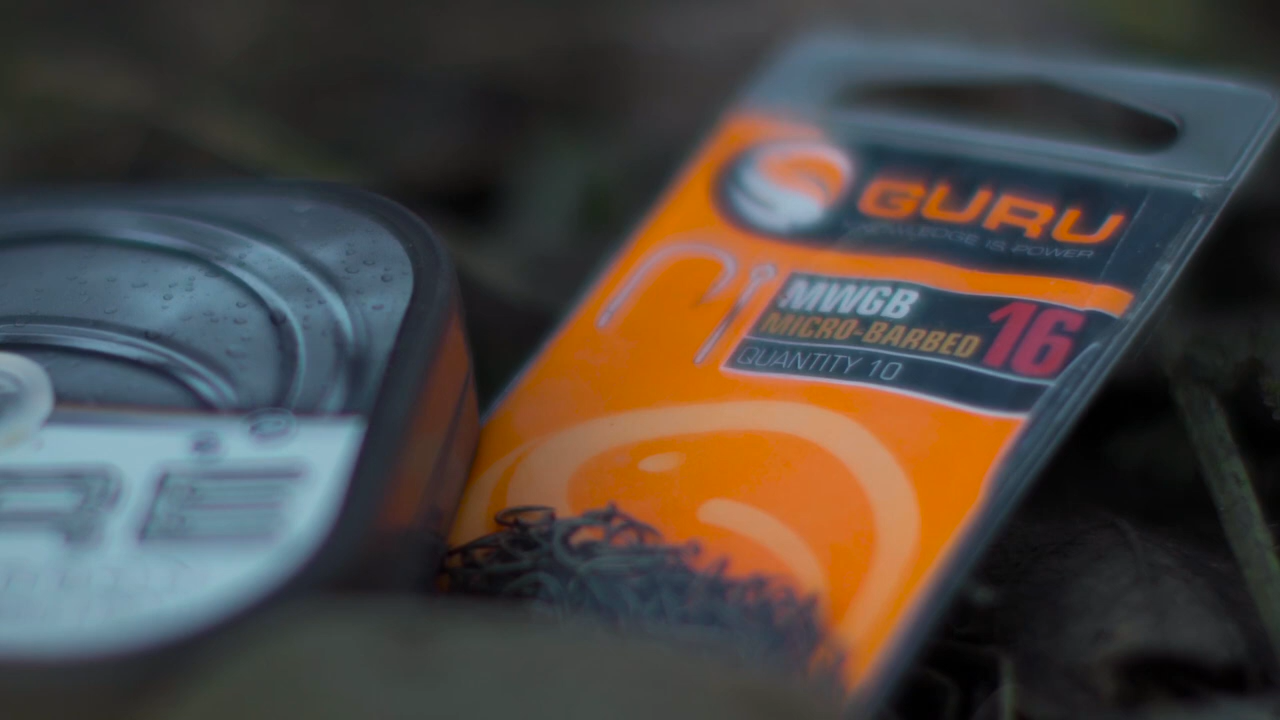 GURU
KNOWLEDGE IS POWER
MWGB
MICRO-BARBED
16
QUANTITY 10